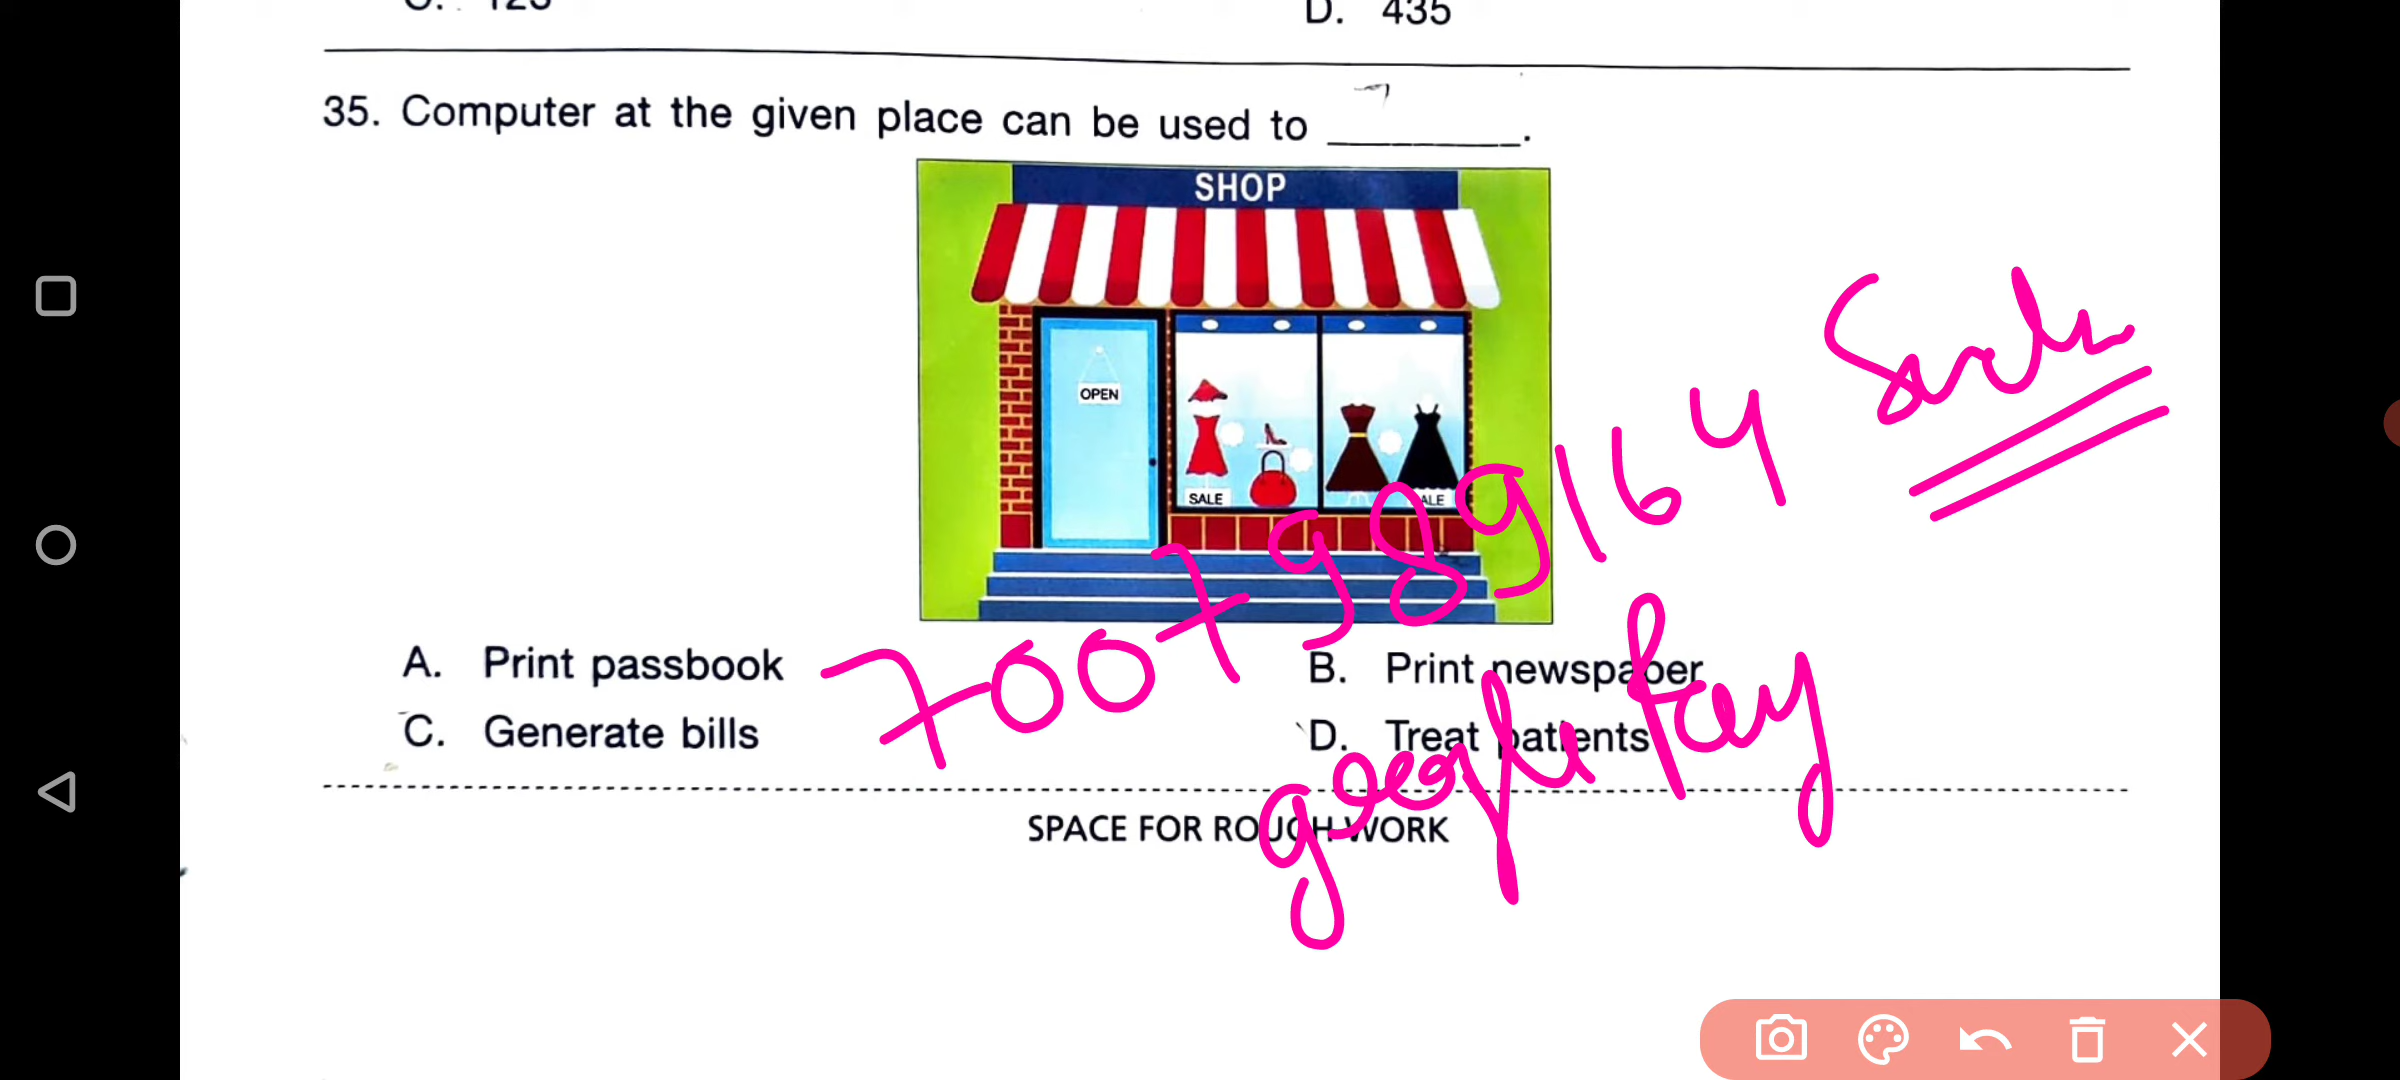 D. 435
35. Computer at the given place can be used to ________.
SHOP
OPEN
SALE
ALE
7007989164
A. Print passbook
B. Print newspaper
C. Generate bills
D. Treat patients
google Pay
SPACE FOR ROUGH WORK